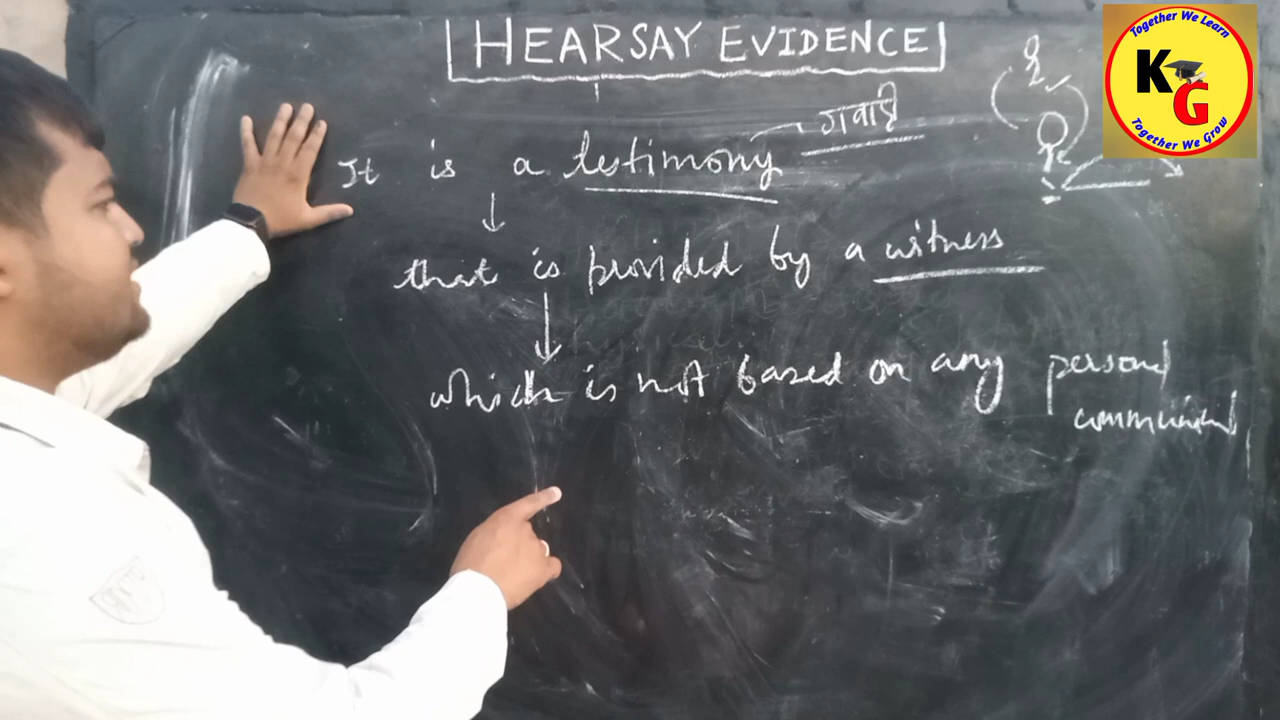 HEARSAY EVIDENCE
It is a testimony गवाही
that is provided by a witness
which is not based on any personal
Together We Learn
KG
Together We Grow